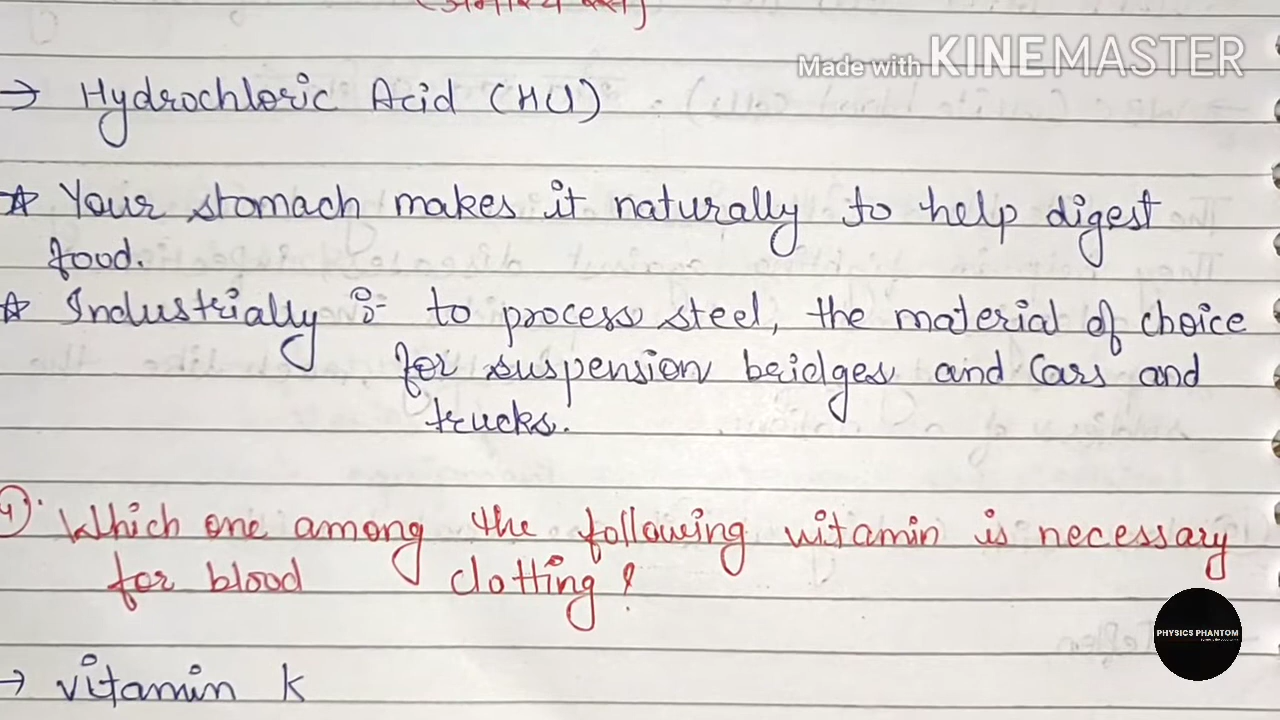 Made with KINEMASTER
→ Hydrochloric Acid (HCl)
☆ Your stomach makes it naturally to help digest
food.
☆ Industrially :- to process steel, the material of choice
for suspension bridges and Cars and
trucks.
Which one among the following vitamin is necessary
for blood clotting?
PHYSICS PHANTOM
→ vitamin K